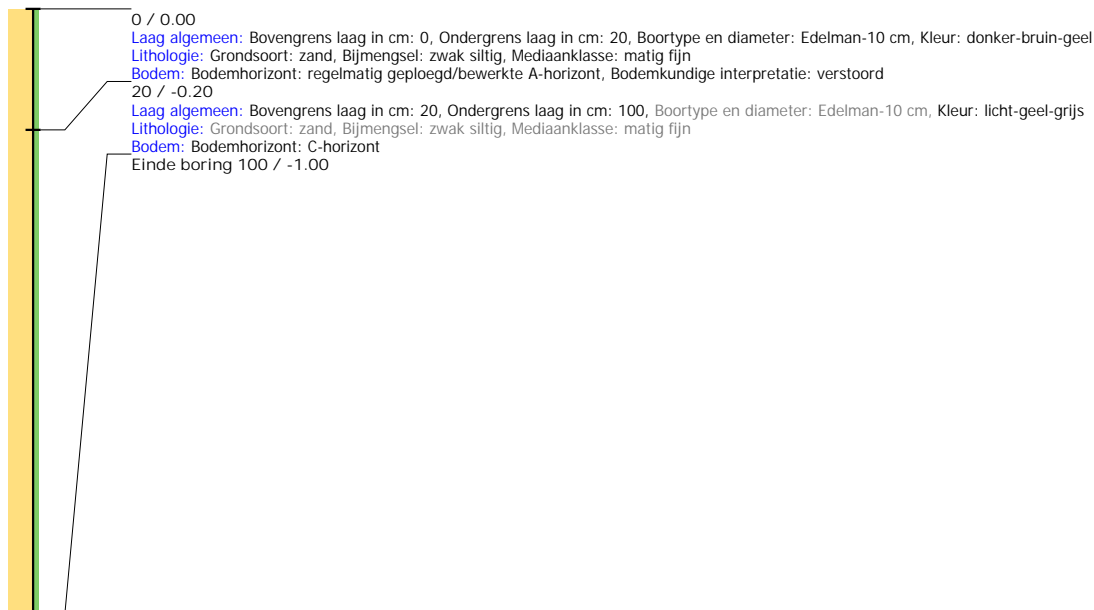 0 / 0.00
Laag algemeen: Bovengrens laag in cm: 0, Ondergrens laag in cm: 20, Boortype en diameter: Edelman-10 cm, Kleur: donker-bruin-geel
Lithologie: Grondsoort: zand, Bijmengsel: zwak siltig, Mediaanklasse: matig fijn
Bodem: Bodemhorizont: regelmatig geploegd/bewerkte A-horizont, Bodemkundige interpretatie: verstoord
20 / -0.20
Laag algemeen: Bovengrens laag in cm: 20, Ondergrens laag in cm: 100, Boortype en diameter: Edelman-10 cm, Kleur: licht-geel-grijs
Lithologie: Grondsoort: zand, Bijmengsel: zwak siltig, Mediaanklasse: matig fijn
Bodem: Bodemhorizont: C-horizont
Einde boring 100 / -1.00